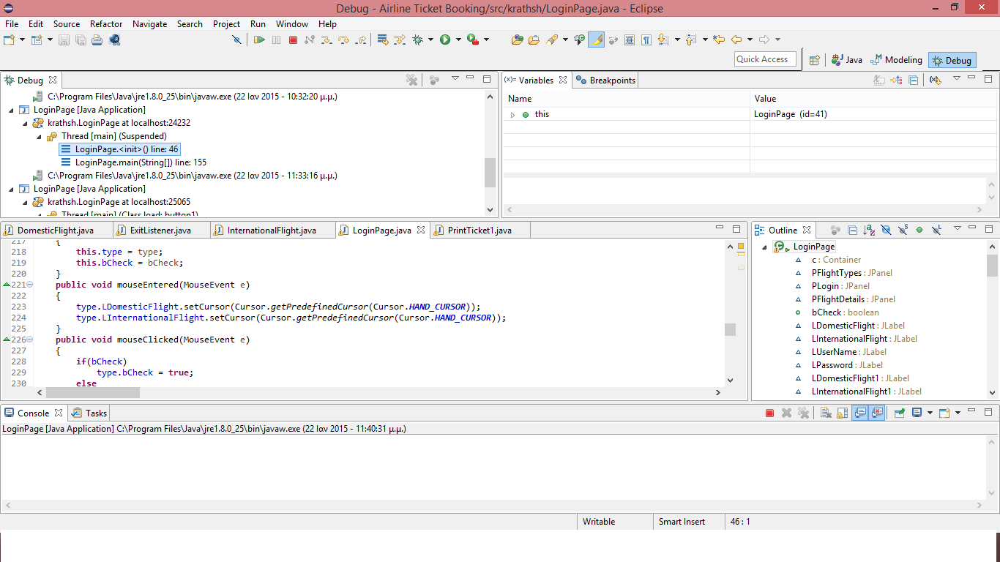 Debug - Airline Ticket Booking/src/krathsh/LoginPage.java - Eclipse
File Edit Source Refactor Navigate Search Project Run Window Help
Quick Access Java Modeling Debug
Debug
C:\Program Files\Java\jre1.8.0_25\bin\javaw.exe (22 Ιαν 2015 - 10:32:20 μ.μ.)
LoginPage [Java Application]
krathsh.LoginPage at localhost:24232
Thread [main] (Suspended)
LoginPage.<init>() line: 46
LoginPage.main(String[]) line: 155
C:\Program Files\Java\jre1.8.0_25\bin\javaw.exe (22 Ιαν 2015 - 11:33:16 μ.μ.)
LoginPage [Java Application]
krathsh.LoginPage at localhost:25065
Thread [main] (Class load: button1)
(x)= Variables Breakpoints
Name Value
this LoginPage (id=41)
DomesticFlight.java ExitListener.java InternationalFlight.java LoginPage.java PrintTicket1.java
217 {
218 this.type = type;
219 this.bCheck = bCheck;
220 }
221 public void mouseEntered(MouseEvent e)
222 {
223 type.LDomesticFlight.setCursor(Cursor.getPredefinedCursor(Cursor.HAND_CURSOR));
224 type.LInternationalFlight.setCursor(Cursor.getPredefinedCursor(Cursor.HAND_CURSOR));
225 }
226 public void mouseClicked(MouseEvent e)
227 {
228 if(bCheck)
229 type.bCheck = true;
230 else
Outline
LoginPage
c : Container
PFlightTypes : JPanel
PLogin : JPanel
PFlightDetails : JPanel
bCheck : boolean
LDomesticFlight : JLabel
LInternationalFlight : JLabel
LUserName : JLabel
LPassword : JLabel
LDomesticFlight1 : JLabel
LInternationalFlight1 : JLabel
Console Tasks
LoginPage [Java Application] C:\Program Files\Java\jre1.8.0_25\bin\javaw.exe (22 Ιαν 2015 - 11:40:31 μ.μ.)
Writable Smart Insert 46 : 1